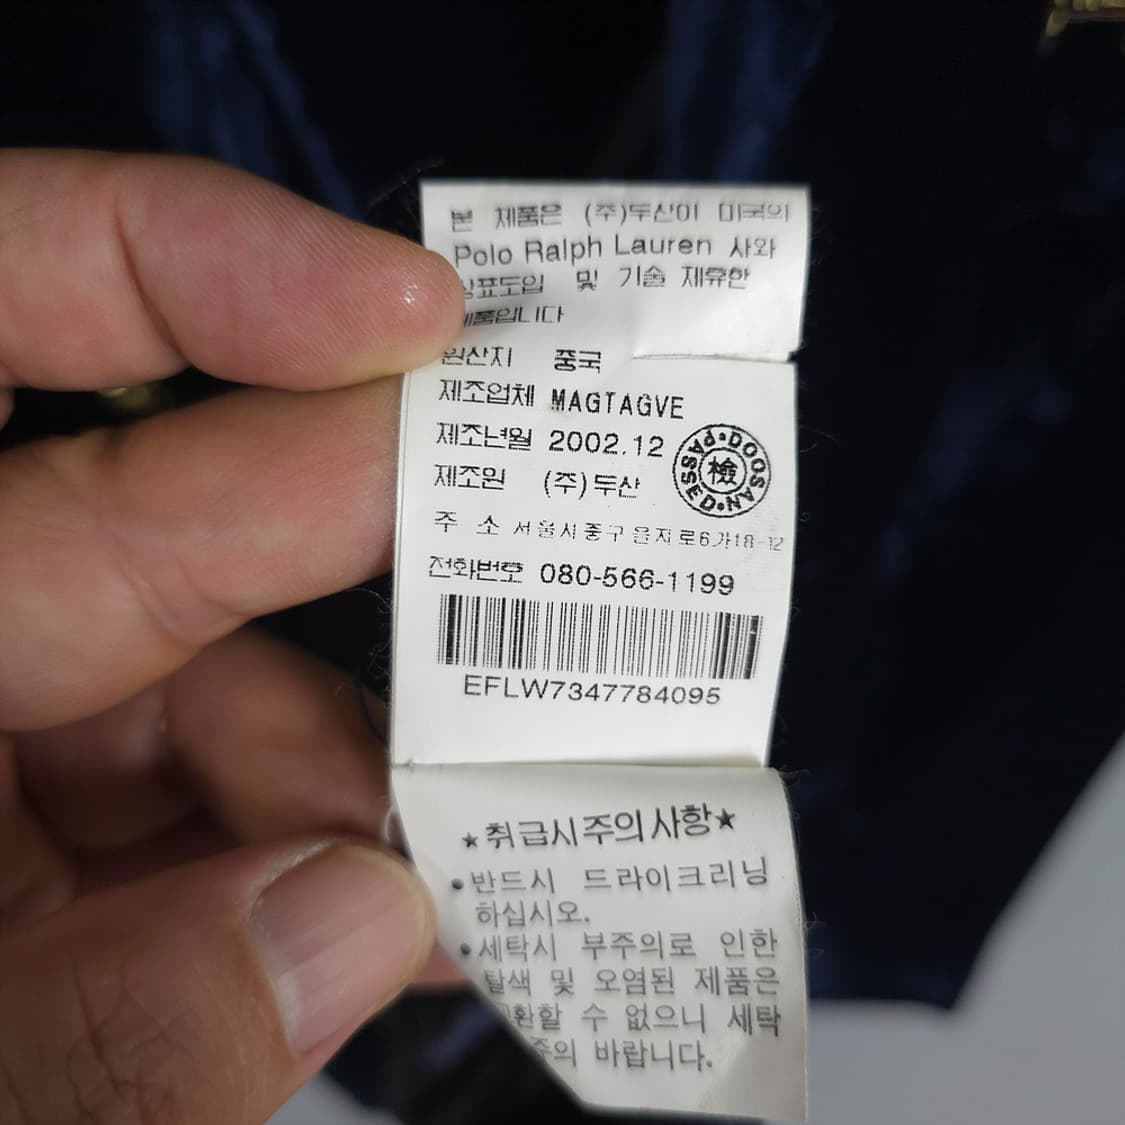 본 제품은 (주)두산이 미국의
Polo Ralph Lauren 사와
상표도입 및 기술 제휴한
제품입니다
원산지 중국
제조업체 MAGTAGVE
제조년월 2002.12
제조원 (주)두산
DOOSAN PASSED
檢
주 소 서울시중구을지로6가18-12
전화번호 080-566-1199
EFLW7347784095
★취급시주의사항★
•반드시 드라이크리닝
하십시오.
•세탁시 부주의로 인한
탈색 및 오염된 제품은
교환할 수 없으니 세탁
주의 바랍니다.